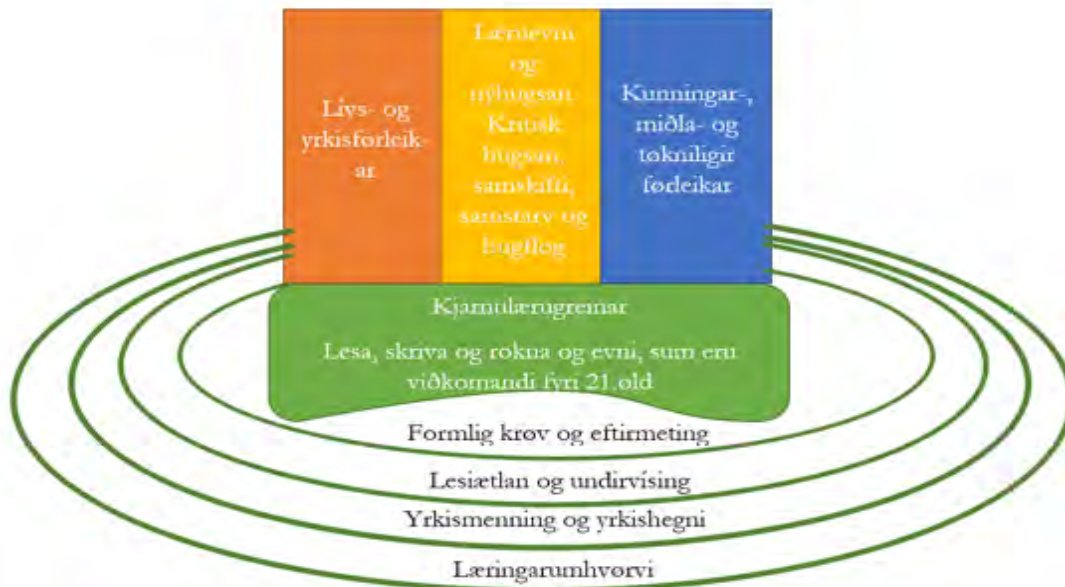 Lívs- og
yrkisførleik-
ar
Lærnievni
og
nýhugsan
Kritisk
hugsan,
samskifti,
samstarv og
hugflog
Kunningar-,
miðla- og
tøkniligir
førleikar
Kjarnulærugreinar
Lesa, skriva og rokna og evni, sum eru
viðkomandi fyri 21.øld
Formlig krøv og eftirmeting
Lesiætlan og undirvísing
Yrkismenning og yrkishegni
Læringarumhvørvi